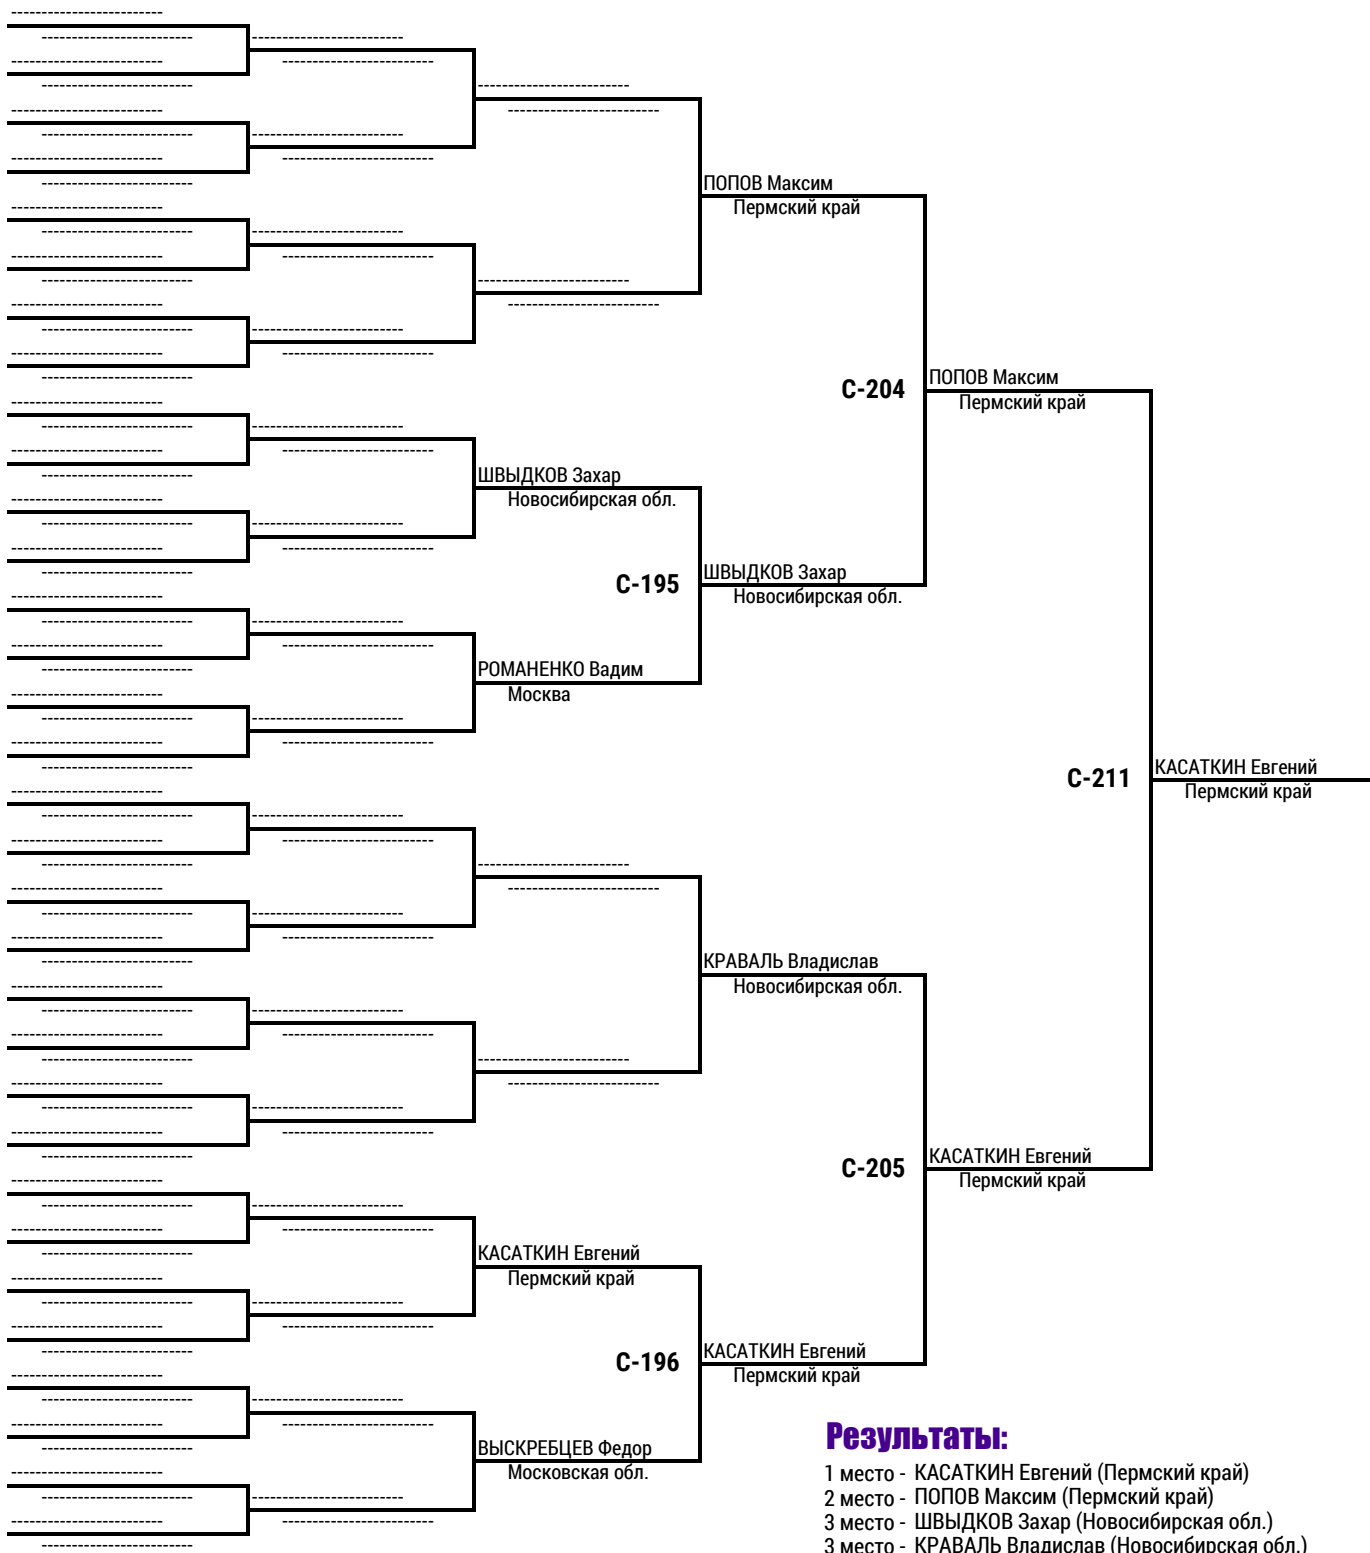 ПОПОВ Максим
Пермский край
С-204
ПОПОВ Максим
Пермский край
ШВЫДКОВ Захар
Новосибирская обл.
С-195
ШВЫДКОВ Захар
Новосибирская обл.
РОМАНЕНКО Вадим
Москва
С-211
КАСАТКИН Евгений
Пермский край
КРАВАЛЬ Владислав
Новосибирская обл.
С-205
КАСАТКИН Евгений
Пермский край
КАСАТКИН Евгений
Пермский край
С-196
КАСАТКИН Евгений
Пермский край
ВЫСКРЕБЦЕВ Федор
Московская обл.
Результаты:
1 место - КАСАТКИН Евгений (Пермский край)
2 место - ПОПОВ Максим (Пермский край)
3 место - ШВЫДКОВ Захар (Новосибирская обл.)
3 место - КРАВАЛЬ Владислав (Новосибирская обл.)